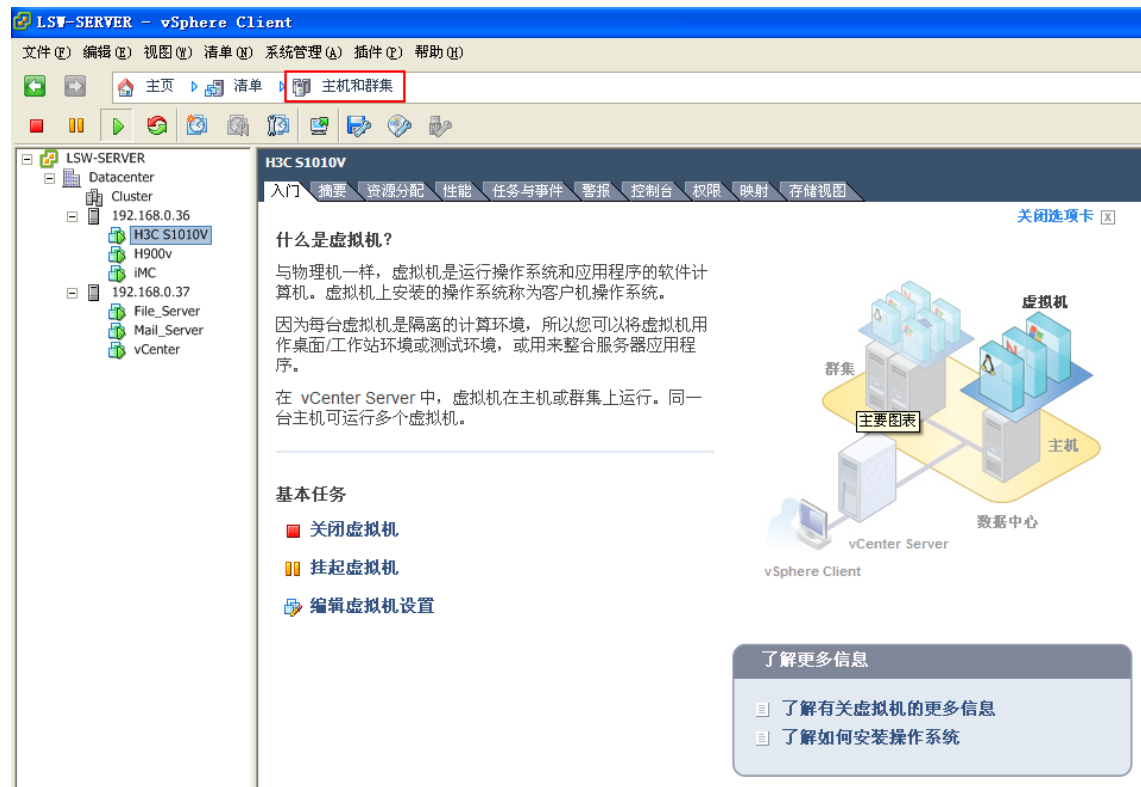 LSW-SERVER - vSphere Client
文件(F) 编辑(E) 视图(V) 清单(N) 系统管理(A) 插件(P) 帮助(H)
主页 清单 主机和群集
LSW-SERVER
Datacenter
Cluster
192.168.0.36
H3C S1010V
H900v
iMC
192.168.0.37
File_Server
Mail_Server
vCenter
H3C S1010V
入门 摘要 资源分配 性能 任务与事件 警报 控制台 权限 映射 存储视图
关闭选项卡 X
什么是虚拟机?
与物理机一样，虚拟机是运行操作系统和应用程序的软件计
算机。虚拟机上安装的操作系统称为客户机操作系统。
因为每台虚拟机是隔离的计算环境，所以您可以将虚拟机用
作桌面/工作站环境或测试环境，或用来整合服务器应用程
序。
在 vCenter Server 中，虚拟机在主机或群集上运行。同一
台主机可运行多个虚拟机。
基本任务
关闭虚拟机
挂起虚拟机
编辑虚拟机设置
虚拟机
群集
主要图表
主机
数据中心
vCenter Server
vSphere Client
了解更多信息
了解有关虚拟机的更多信息
了解如何安装操作系统